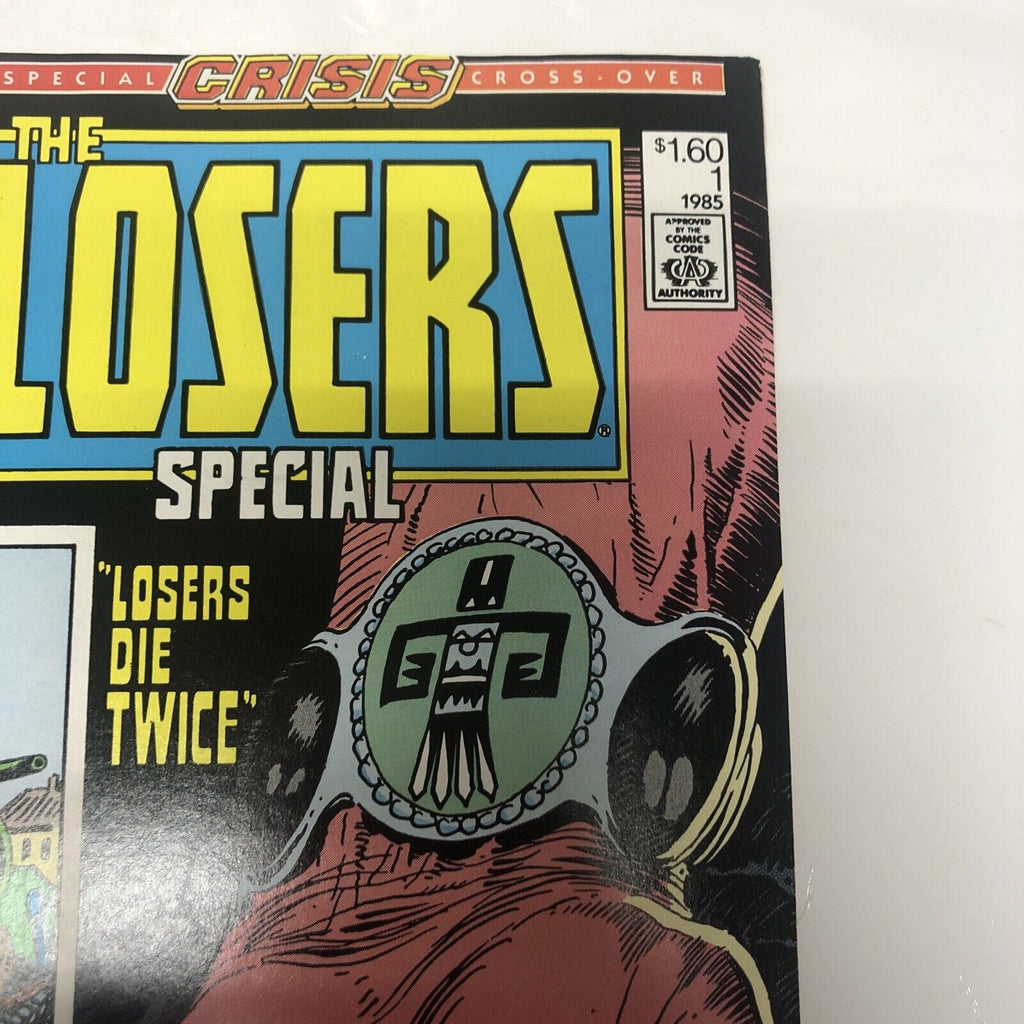 SPECIAL CRISIS CROSS-OVER
THE
LOSERS®
SPECIAL
$1.60
1
1985
APPROVED
BY THE
COMICS
CODE
CA
AUTHORITY
"LOSERS
DIE
TWICE"